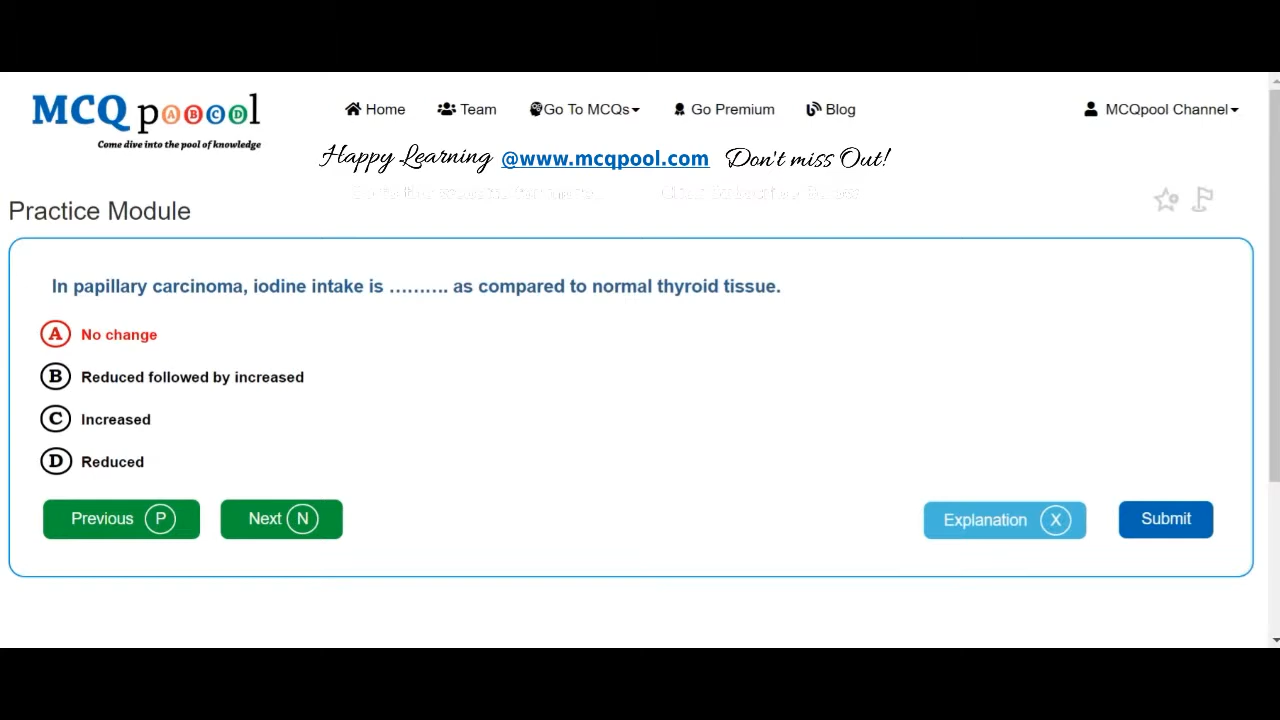 MCQ pooool
A B C D
Come dive into the pool of knowledge
Home Team Go To MCQs Go Premium Blog MCQpool Channel
Happy Learning @www.mcqpool.com Don't miss Out!
Practice Module
In papillary carcinoma, iodine intake is ………. as compared to normal thyroid tissue.
A No change
B Reduced followed by increased
C Increased
D Reduced
Previous P Next N Explanation X Submit